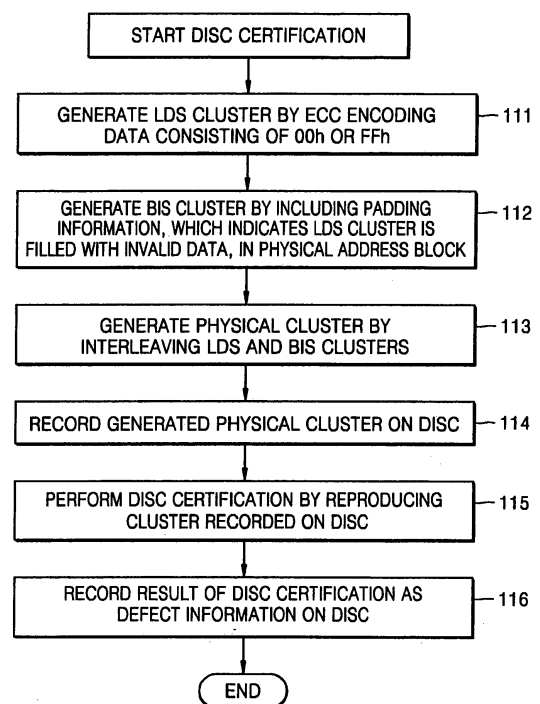 START DISC CERTIFICATION
GENERATE LDS CLUSTER BY ECC ENCODING
DATA CONSISTING OF 00h OR FFh
111
GENERATE BIS CLUSTER BY INCLUDING PADDING
INFORMATION, WHICH INDICATES LDS CLUSTER IS
FILLED WITH INVALID DATA, IN PHYSICAL ADDRESS BLOCK
112
GENERATE PHYSICAL CLUSTER BY
INTERLEAVING LDS AND BIS CLUSTERS
113
RECORD GENERATED PHYSICAL CLUSTER ON DISC
114
PERFORM DISC CERTIFICATION BY REPRODUCING
CLUSTER RECORDED ON DISC
115
RECORD RESULT OF DISC CERTIFICATION AS
DEFECT INFORMATION ON DISC
116
END